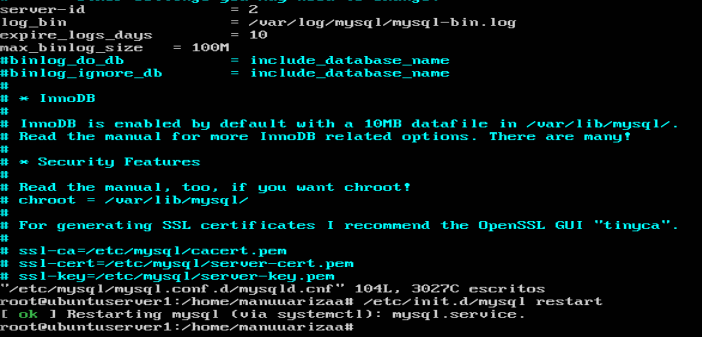 server-id = 2
log_bin = /var/log/mysql/mysql-bin.log
expire_logs_days = 10
max_binlog_size = 100M
#binlog_do_db = include_database_name
#binlog_ignore_db = include_database_name
#
# * InnoDB
#
# InnoDB is enabled by default with a 10MB datafile in /var/lib/mysql/.
# Read the manual for more InnoDB related options. There are many!
#
# * Security Features
#
# Read the manual, too, if you want chroot!
# chroot = /var/lib/mysql/
#
# For generating SSL certificates I recommend the OpenSSL GUI "tinyca".
#
# ssl-ca=/etc/mysql/cacert.pem
# ssl-cert=/etc/mysql/server-cert.pem
# ssl-key=/etc/mysql/server-key.pem
"/etc/mysql/mysql.conf.d/mysqld.cnf" 104L, 3027C escritos
root@ubuntuserver1:/home/manuuarizaa# /etc/init.d/mysql restart
[ ok ] Restarting mysql (via systemctl): mysql.service.
root@ubuntuserver1:/home/manuuarizaa#